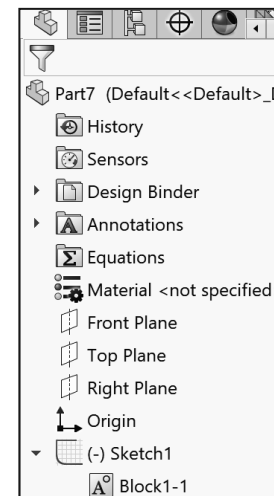 Part7 (Default<<Default>_
History
Sensors
Design Binder
Annotations
Equations
Material <not specified
Front Plane
Top Plane
Right Plane
Origin
(-) Sketch1
Block1-1